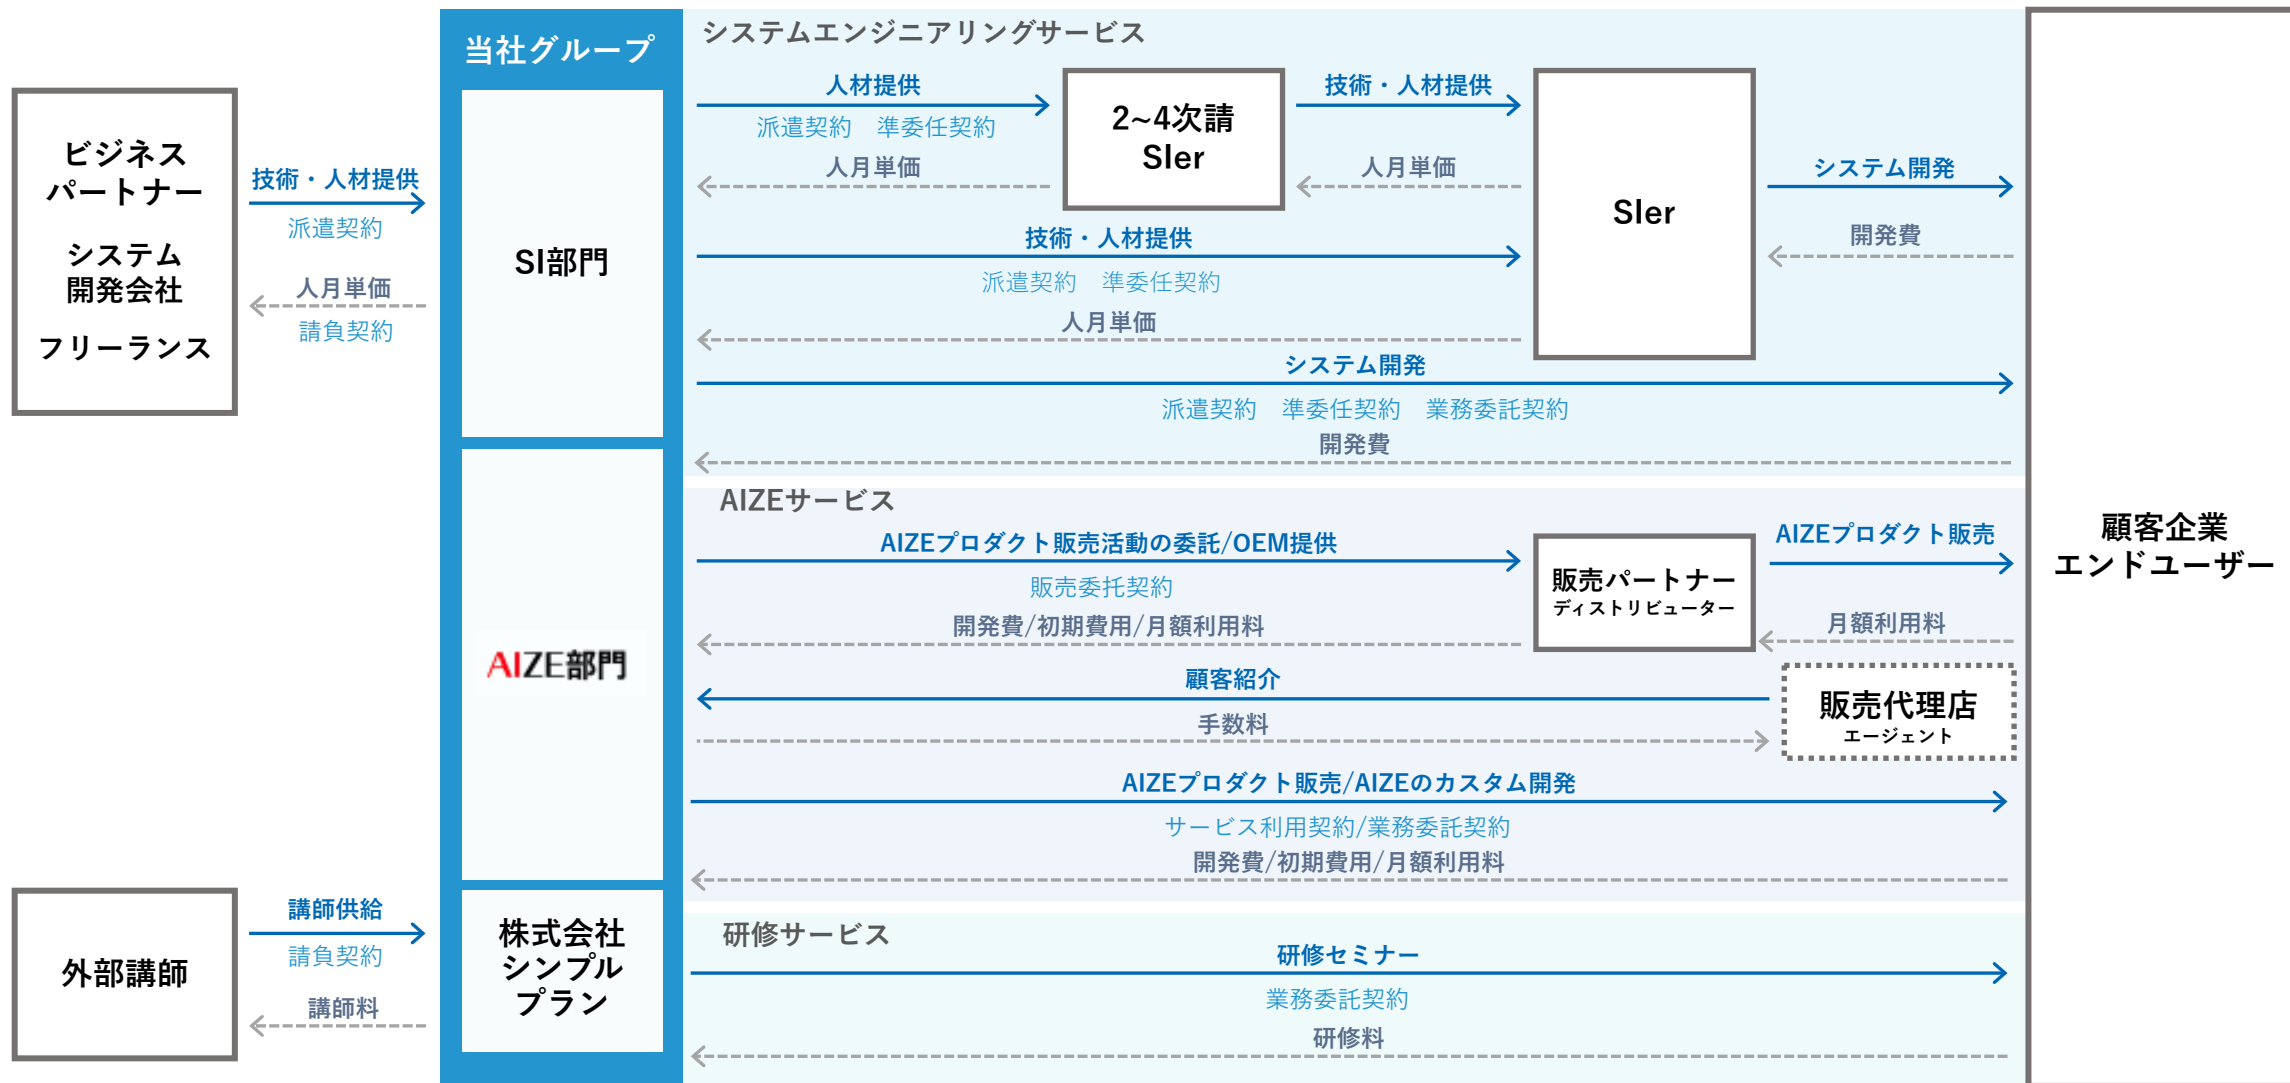 システムエンジニアリングサービス
当社グループ
ビジネス
パートナー
システム
開発会社
フリーランス
技術・人材提供
派遣契約
人月単価
請負契約
SI部門
人材提供
派遣契約　準委任契約
人月単価
2~4次請
SIer
技術・人材提供
人月単価
SIer
システム開発
開発費
技術・人材提供
派遣契約　準委任契約
人月単価
システム開発
派遣契約　準委任契約　業務委託契約
開発費
AIZEサービス
AIZE部門
AIZEプロダクト販売活動の委託/OEM提供
販売委托契約
開発費/初期費用/月額利用料
販売パートナー
ディストリビューター
AIZEプロダクト販売
月額利用料
顧客紹介
手数料
販売代理店
エージェント
AIZEプロダクト販売/AIZEのカスタム開発
サービス利用契約/業務委託契約
開発費/初期費用/月額利用料
顧客企業
エンドユーザー
外部講師
講師供給
請負契約
講師料
株式会社
シンプル
プラン
研修サービス
研修セミナー
業務委託契約
研修料